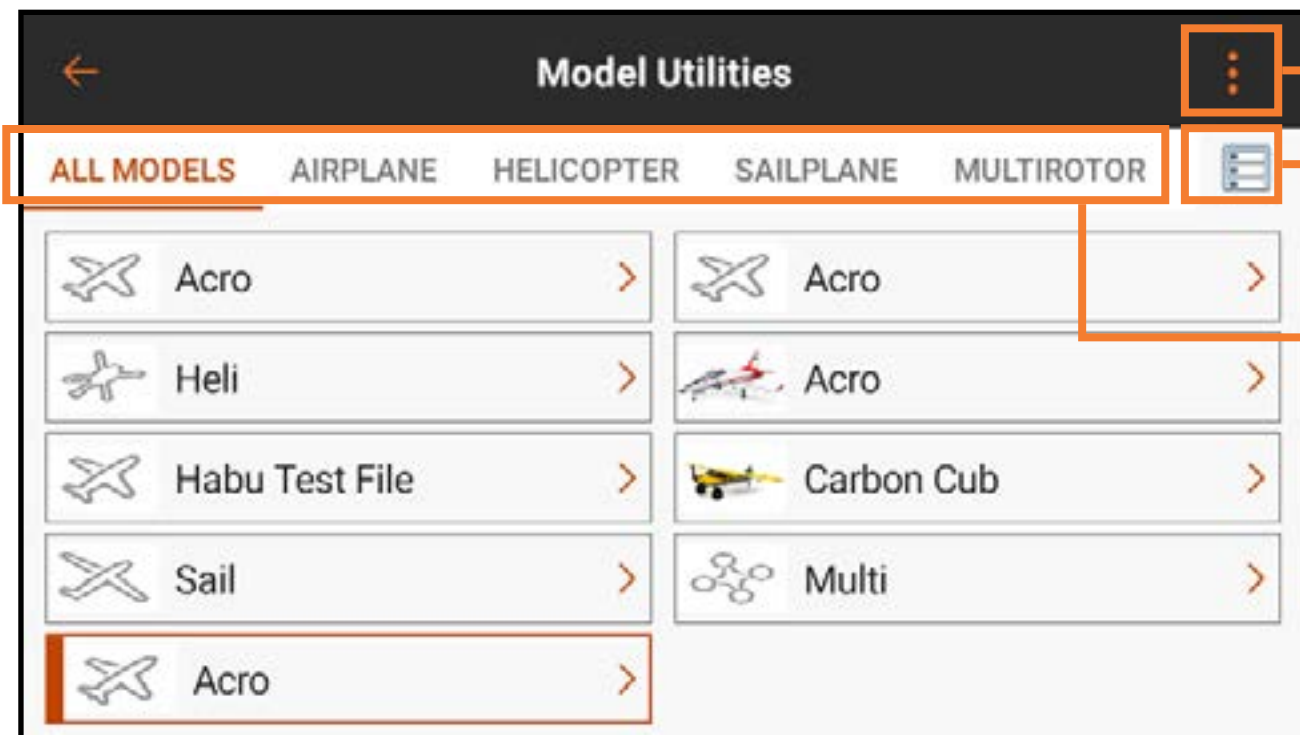 Model Utilities
ALL MODELS AIRPLANE HELICOPTER SAILPLANE MULTIROTOR
Acro Acro
Heli Acro
Habu Test File Carbon Cub
Sail Multi
Acro